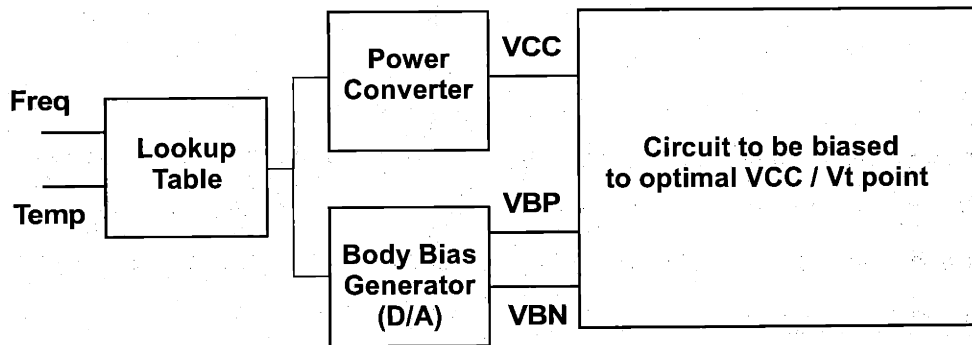 Freq
Temp
Lookup
Table
Power
Converter
Body Bias
Generator
(D/A)
VCC
VBP
VBN
Circuit to be biased
to optimal VCC / Vt point